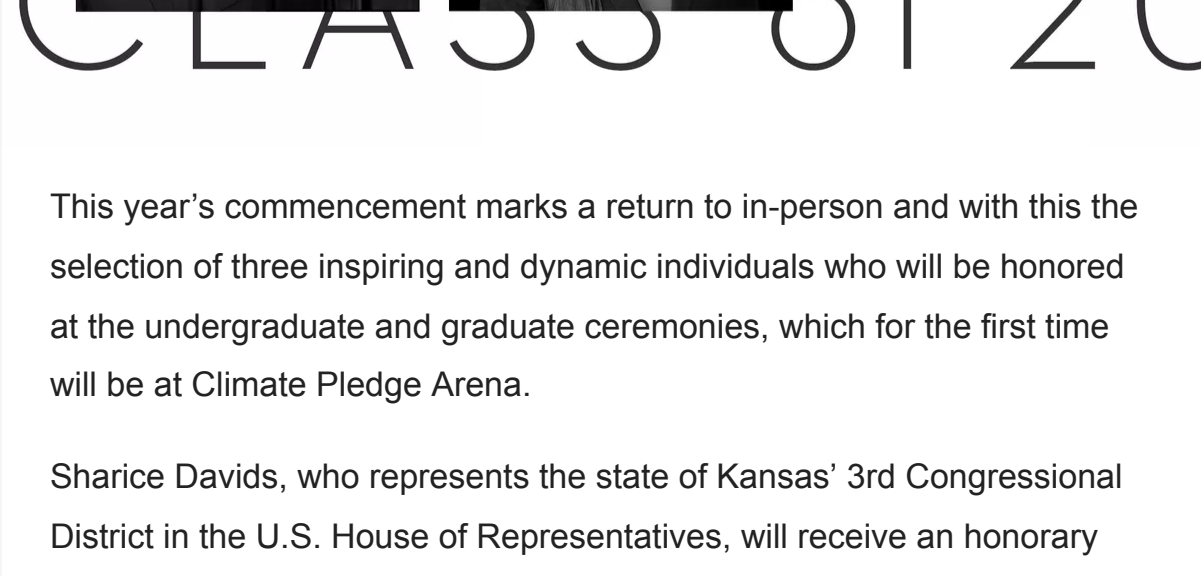 CLASS of 20
This year’s commencement marks a return to in-person and with this the
selection of three inspiring and dynamic individuals who will be honored
at the undergraduate and graduate ceremonies, which for the first time
will be at Climate Pledge Arena.
Sharice Davids, who represents the state of Kansas’ 3rd Congressional
District in the U.S. House of Representatives, will receive an honorary